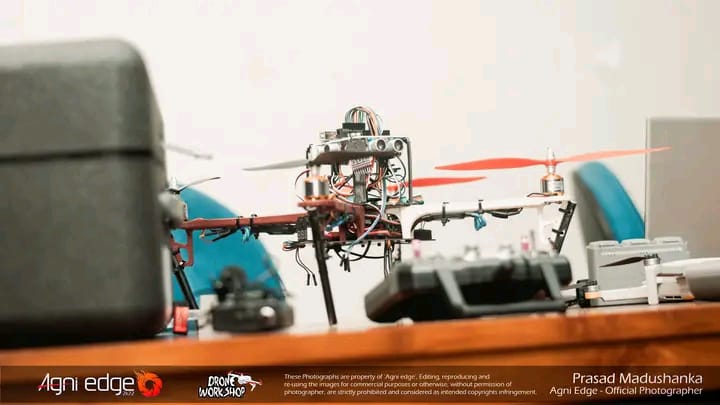 Agni edge
2k22
DRONE
WORKSHOP
These Photographs are property of 'Agni edge'. Editing, reproducing and
re-using the images for commercial purposes or otherwise, without permission of
photographer, are strictly prohibited and considered as intended copyrights infringement.
Prasad Madushanka
Agni Edge - Official Photographer